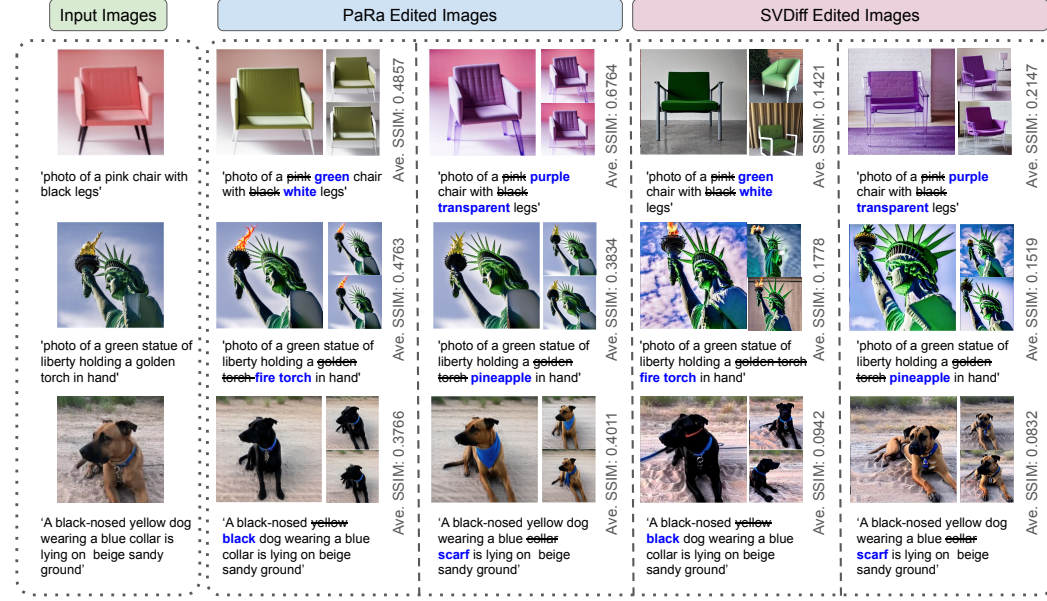 Input Images
PaRa Edited Images
SVDiff Edited Images
'photo of a pink chair with
black legs'
'photo of a pink green chair
with black white legs'
Ave. SSIM: 0.4857
'photo of a pink purple
chair with black
transparent legs'
Ave. SSIM: 0.6764
'photo of a pink green
chair with black white
legs'
Ave. SSIM: 0.1421
'photo of a pink purple
chair with black
transparent legs'
Ave. SSIM: 0.2147
'photo of a green statue of
liberty holding a golden
torch in hand'
'photo of a green statue of
liberty holding a golden
torch fire torch in hand'
Ave. SSIM: 0.4763
'photo of a green statue of
liberty holding a golden
torch pineapple in hand'
Ave. SSIM: 0.3834
'photo of a green statue of
liberty holding a golden torch
fire torch in hand'
Ave. SSIM: 0.1778
'photo of a green statue of
liberty holding a golden
torch pineapple in hand'
Ave. SSIM: 0.1519
‘A black-nosed yellow dog
wearing a blue collar is
lying on beige sandy
ground’
‘A black-nosed yellow
black dog wearing a blue
collar is lying on beige
sandy ground’
Ave. SSIM: 0.3766
‘A black-nosed yellow dog
wearing a blue collar
scarf is lying on beige
sandy ground’
Ave. SSIM: 0.4011
‘A black-nosed yellow
black dog wearing a blue
collar is lying on beige
sandy ground’
Ave. SSIM: 0.0942
‘A black-nosed yellow dog
wearing a blue collar
scarf is lying on beige
sandy ground’
Ave. SSIM: 0.0832